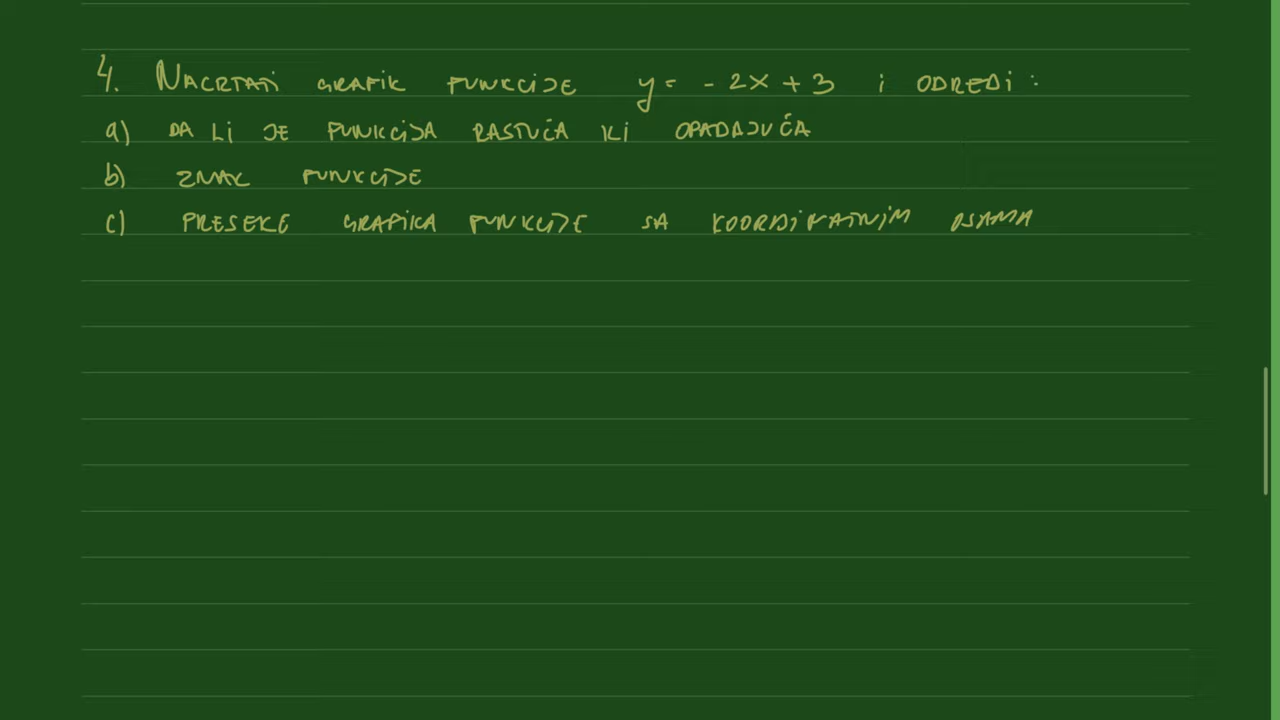 4. NACRTATI GRAFIK FUNKCIJE y = -2x + 3 i ODREDI:
a) DA LI JE FUNKCIJA RASTUĆA ILI OPADAJUĆA
b) ZNAK FUNKCIJE
c) PRESEKE GRAFIKA FUNKCIJE SA KOORDINATNIM OSAMA